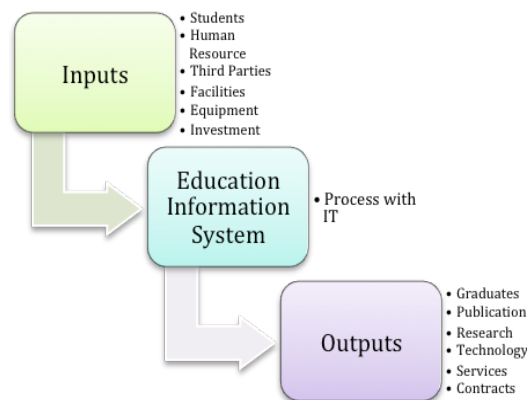 Inputs
• Students
• Human
Resource
• Third Parties
• Facilities
• Equipment
• Investment
Education
Information
System
• Process with
IT
Outputs
• Graduates
• Publication
• Research
• Technology
• Services
• Contracts